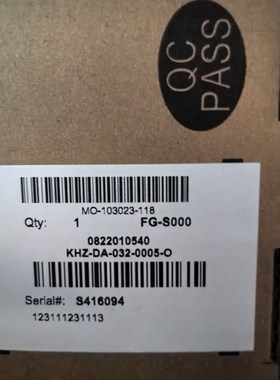 QC
PASS
MO-103023-118
Qty: 1 FG-S000
0822010540
KHZ-DA-032-0005-O
Serial#: S416094
123111231113